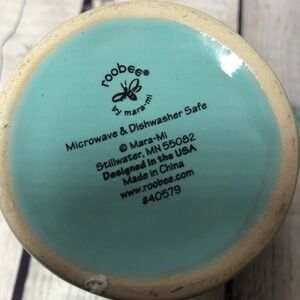 roobee®
by mara-mi
Microwave & Dishwasher Safe
© Mara-Mi
Stillwater, MN 55082
Designed in the USA
Made in China
www.roobee.com
#40579